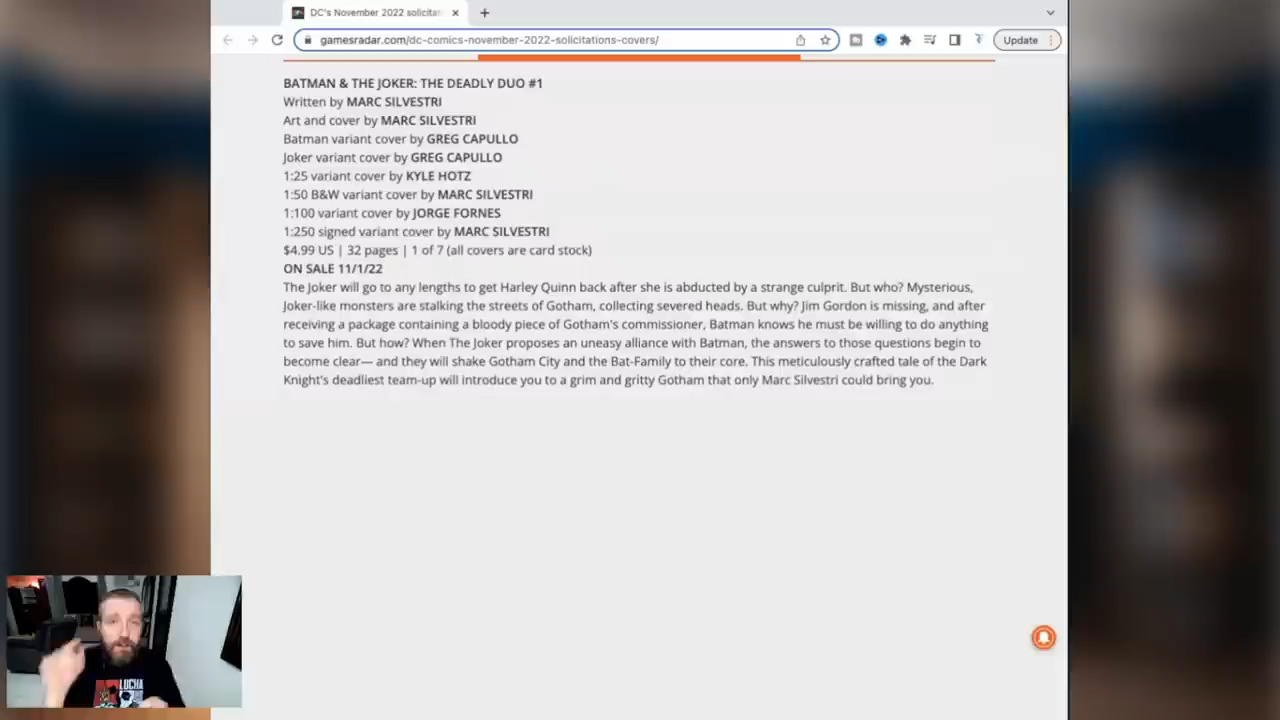 DC's November 2022 solicitat
gamesradar.com/dc-comics-november-2022-solicitations-covers/
Update
BATMAN & THE JOKER: THE DEADLY DUO #1
Written by MARC SILVESTRI
Art and cover by MARC SILVESTRI
Batman variant cover by GREG CAPULLO
Joker variant cover by GREG CAPULLO
1:25 variant cover by KYLE HOTZ
1:50 B&W variant cover by MARC SILVESTRI
1:100 variant cover by JORGE FORNES
1:250 signed variant cover by MARC SILVESTRI
$4.99 US | 32 pages | 1 of 7 (all covers are card stock)
ON SALE 11/1/22
The Joker will go to any lengths to get Harley Quinn back after she is abducted by a strange culprit. But who? Mysterious,
Joker-like monsters are stalking the streets of Gotham, collecting severed heads. But why? Jim Gordon is missing, and after
receiving a package containing a bloody piece of Gotham's commissioner, Batman knows he must be willing to do anything
to save him. But how? When The Joker proposes an uneasy alliance with Batman, the answers to those questions begin to
become clear— and they will shake Gotham City and the Bat-Family to their core. This meticulously crafted tale of the Dark
Knight's deadliest team-up will introduce you to a grim and gritty Gotham that only Marc Silvestri could bring you.
LUCHA